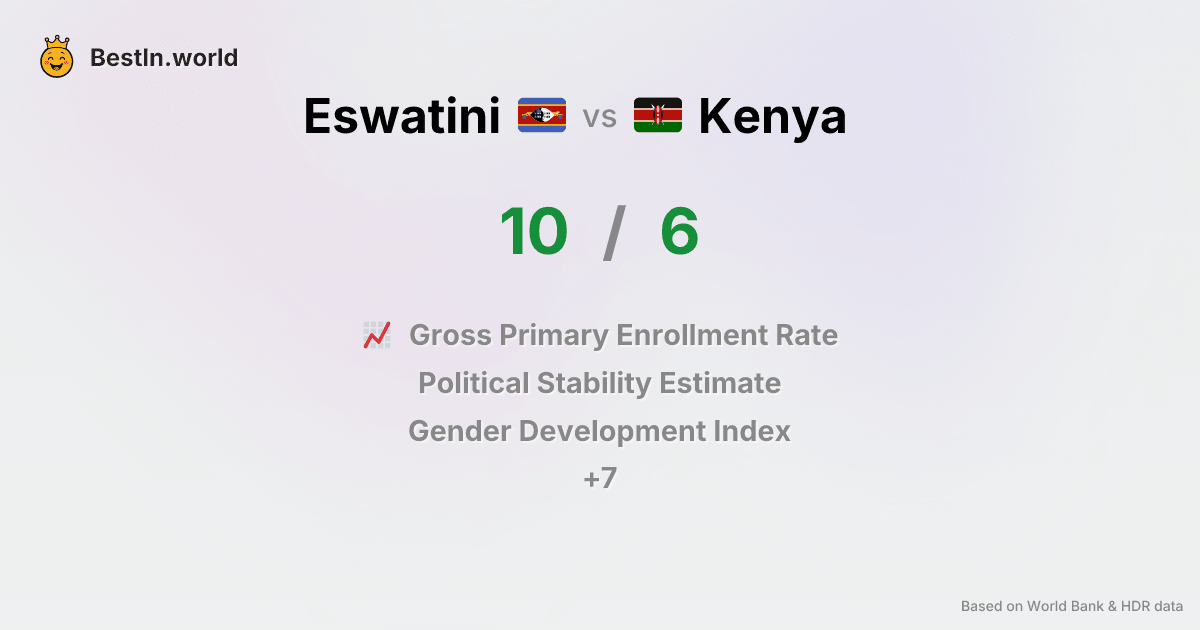 BestIn.world
Eswatini vs Kenya
10 / 6
Gross Primary Enrollment Rate
Political Stability Estimate
Gender Development Index
+7
Based on World Bank & HDR data